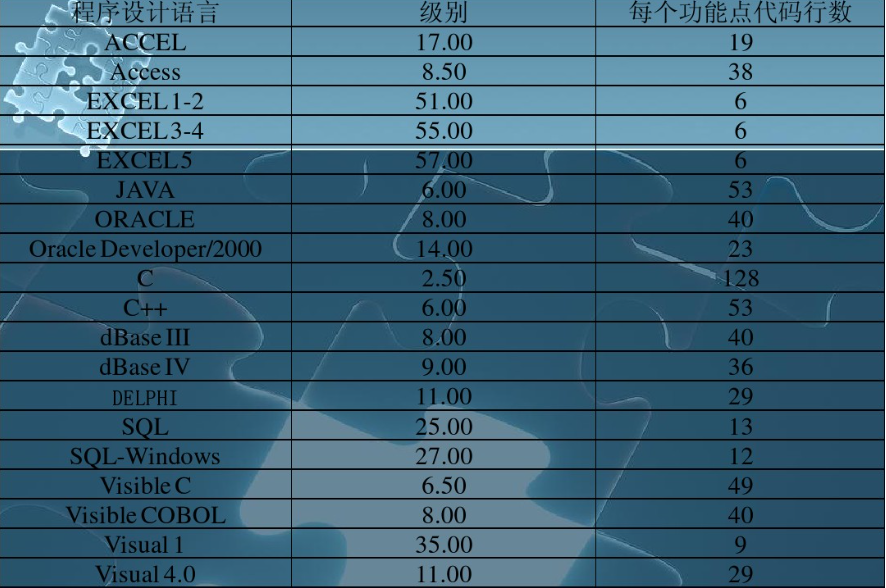 程序设计语言 级别 每个功能点代码行数
ACCEL 17.00 19
Access 8.50 38
EXCEL 1-2 51.00 6
EXCEL 3-4 55.00 6
EXCEL 5 57.00 6
JAVA 6.00 53
ORACLE 8.00 40
Oracle Developer/2000 14.00 23
C 2.50 128
C++ 6.00 53
dBase III 8.00 40
dBase IV 9.00 36
DELPHI 11.00 29
SQL 25.00 13
SQL-Windows 27.00 12
Visible C 6.50 49
Visible COBOL 8.00 40
Visual 1 35.00 9
Visual 4.0 11.00 29